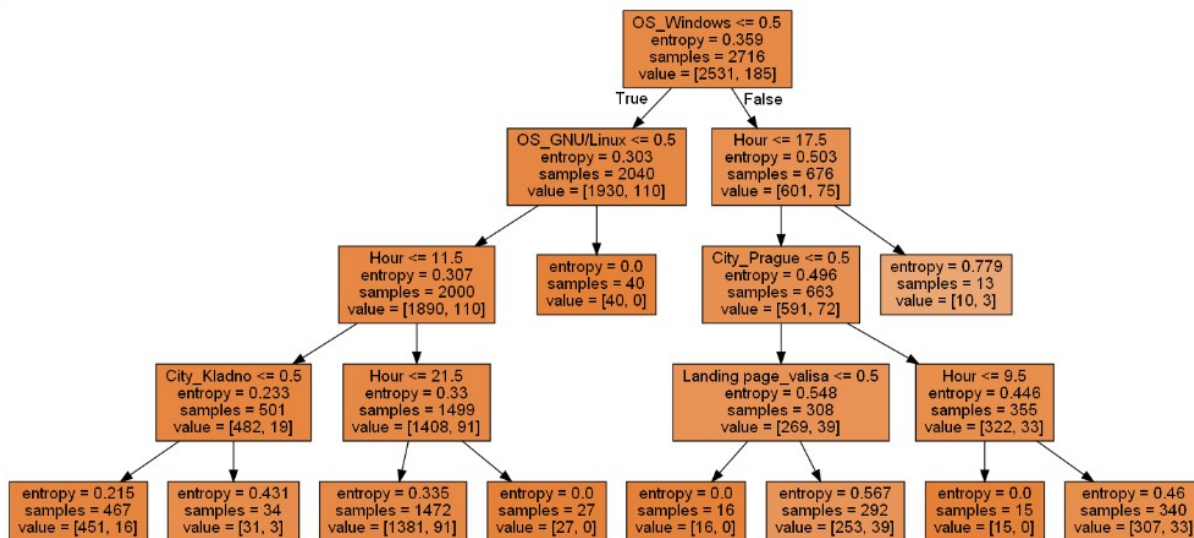 OS_Windows <= 0.5
entropy = 0.359
samples = 2716
value = [2531, 185]
True
False
OS_GNU/Linux <= 0.5
entropy = 0.303
samples = 2040
value = [1930, 110]
Hour <= 17.5
entropy = 0.503
samples = 676
value = [601, 75]
Hour <= 11.5
entropy = 0.307
samples = 2000
value = [1890, 110]
entropy = 0.0
samples = 40
value = [40, 0]
City_Prague <= 0.5
entropy = 0.496
samples = 663
value = [591, 72]
entropy = 0.779
samples = 13
value = [10, 3]
City_Kladno <= 0.5
entropy = 0.233
samples = 501
value = [482, 19]
Hour <= 21.5
entropy = 0.33
samples = 1499
value = [1408, 91]
Landing page_valisa <= 0.5
entropy = 0.548
samples = 308
value = [269, 39]
Hour <= 9.5
entropy = 0.446
samples = 355
value = [322, 33]
entropy = 0.215
samples = 467
value = [451, 16]
entropy = 0.431
samples = 34
value = [31, 3]
entropy = 0.335
samples = 1472
value = [1381, 91]
entropy = 0.0
samples = 27
value = [27, 0]
entropy = 0.0
samples = 16
value = [16, 0]
entropy = 0.567
samples = 292
value = [253, 39]
entropy = 0.0
samples = 15
value = [15, 0]
entropy = 0.46
samples = 340
value = [307, 33]